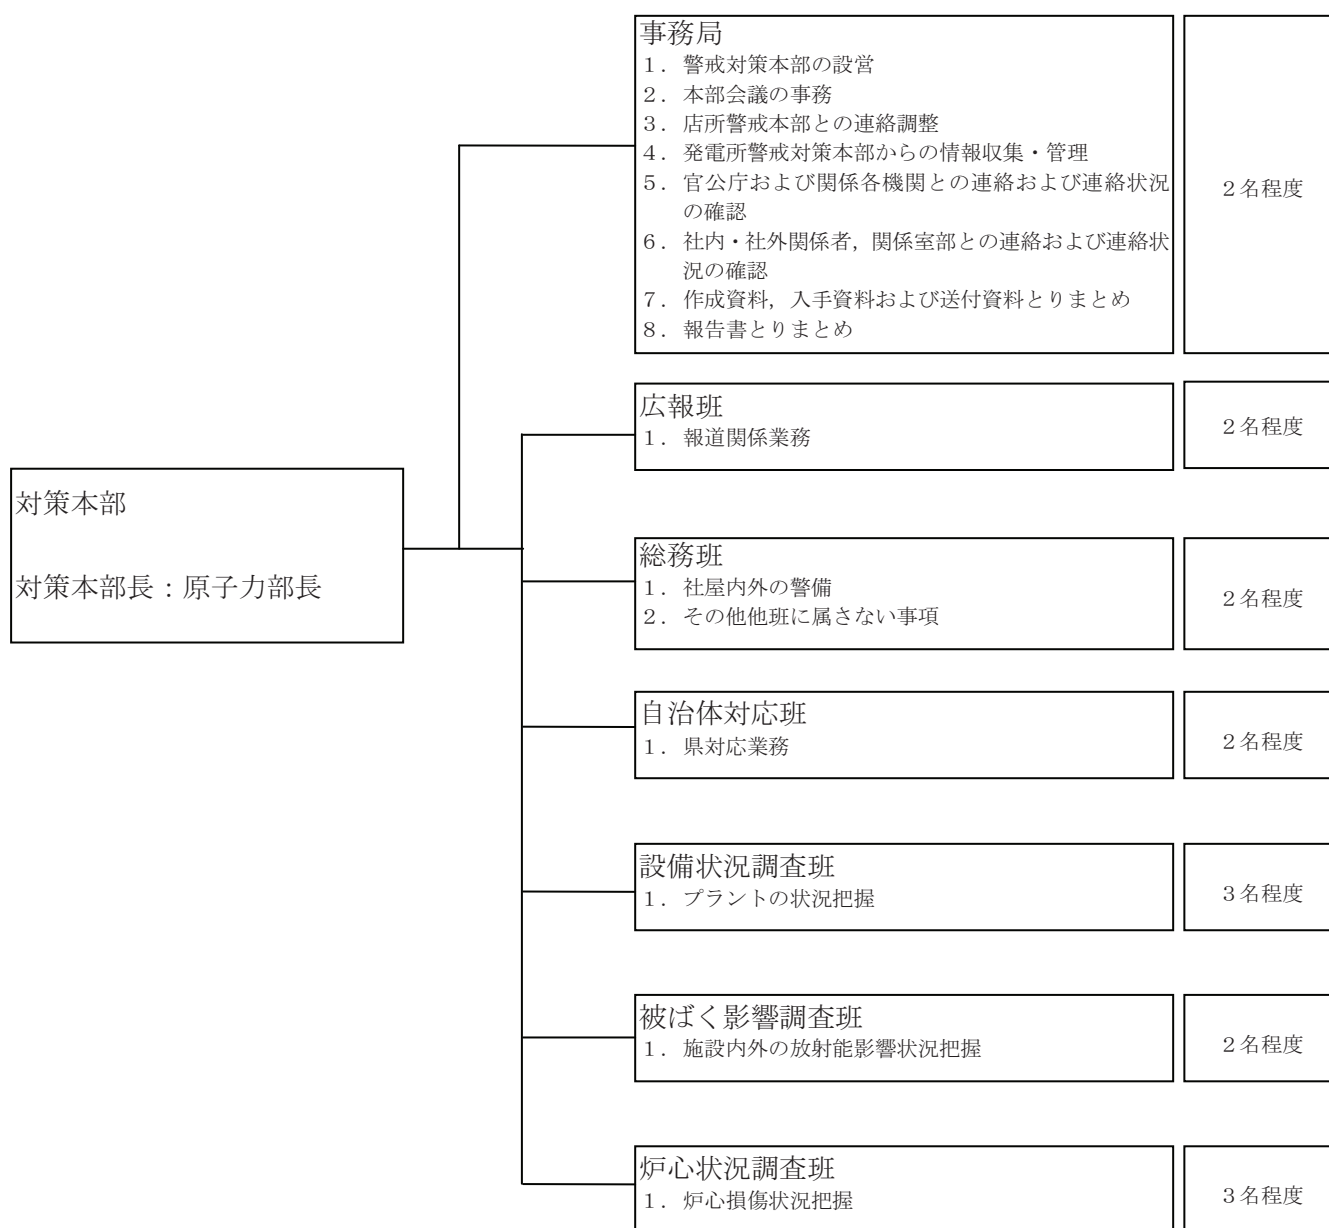 事務局
1．警戒対策本部の設営
2．本部会議の事務
3．店所警戒本部との連絡調整
4．発電所警戒対策本部からの情報収集・管理
5．官公庁および関係各機関との連絡および連絡状況
の確認
6．社内・社外関係者，関係室部との連絡および連絡状
況の確認
7．作成資料，入手資料および送付資料とりまとめ
8．報告書とりまとめ
2名程度
広報班
1．報道関係業務
2名程度
対策本部
対策本部長：原子力部長
総務班
1．社屋内外の警備
2．その他他班に属さない事項
2名程度
自治体対応班
1．県対応業務
2名程度
設備状況調査班
1．プラントの状況把握
3名程度
被ばく影響調査班
1．施設内外の放射能影響状況把握
2名程度
炉心状況調査班
1．炉心損傷状況把握
3名程度